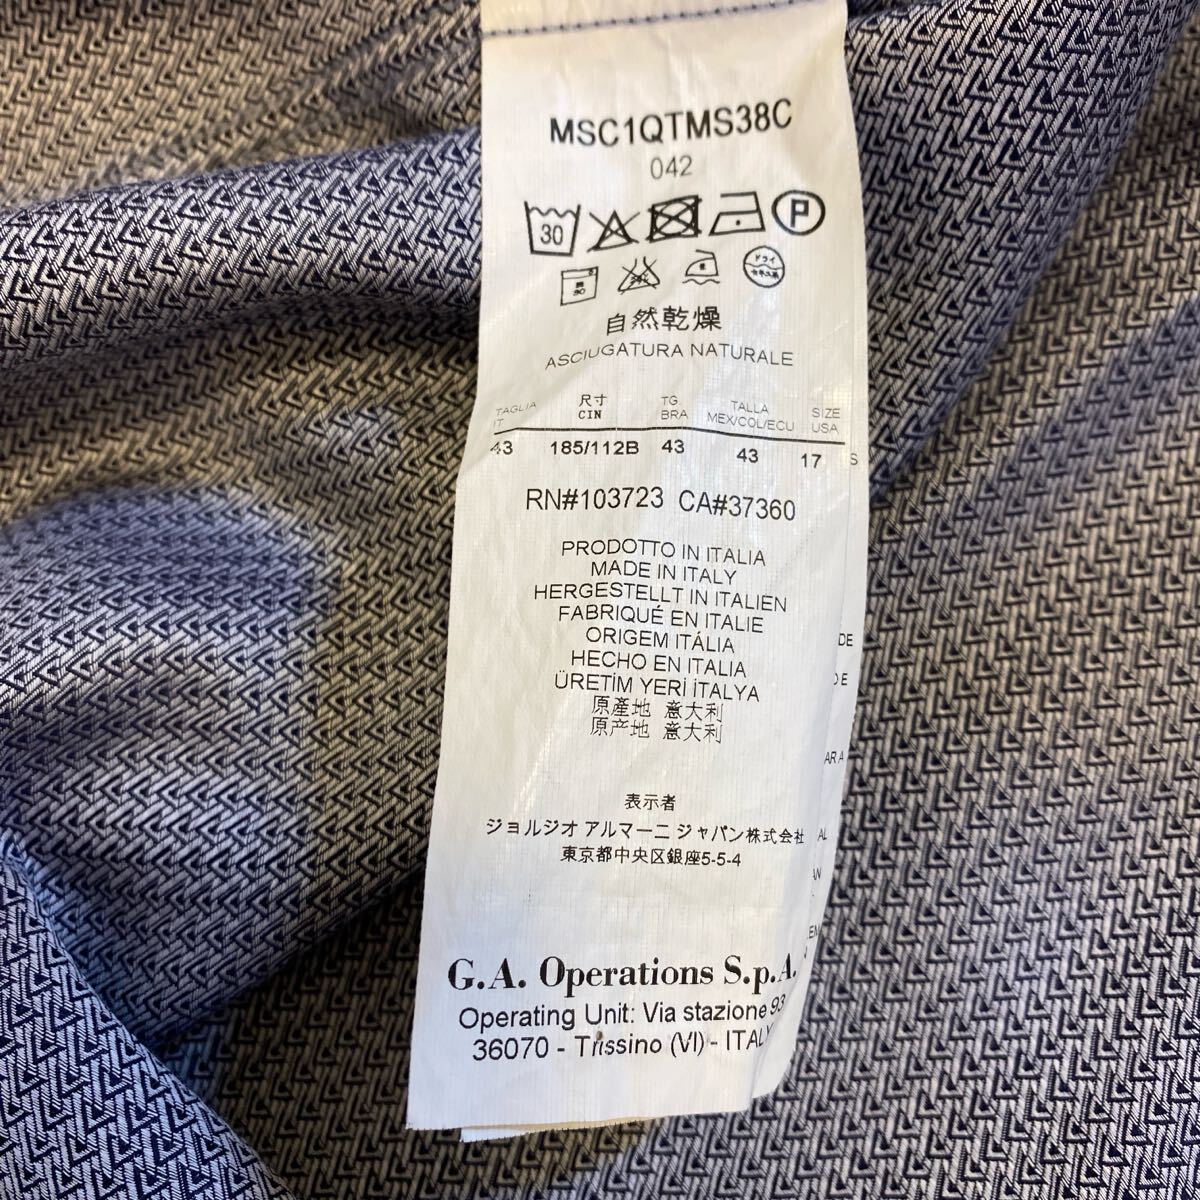 MSC1QTMS38C
042
30 P
ドライ
自然乾燥
ASCIUGATURA NATURALE
TAGLIA 尺寸 TG. TALLA SIZE
IT CIN BRA MEX/COL/ECU USA
43 185/112B 43 43 17 S
RN#103723 CA#37360
PRODOTTO IN ITALIA
MADE IN ITALY
HERGESTELLT IN ITALIEN
FABRIQUÉ EN ITALIE
ORIGEM ITÁLIA
HECHO EN ITALIA
ÜRETİM YERİ İTALYA
原產地 意大利
原产地 意大利
表示者
ジョルジオ アルマーニ ジャパン株式会社
東京都中央区銀座5-5-4
G.A. Operations S.p.A.
Operating Unit: Via stazione 93
36070 - Trissino (VI) - ITALY